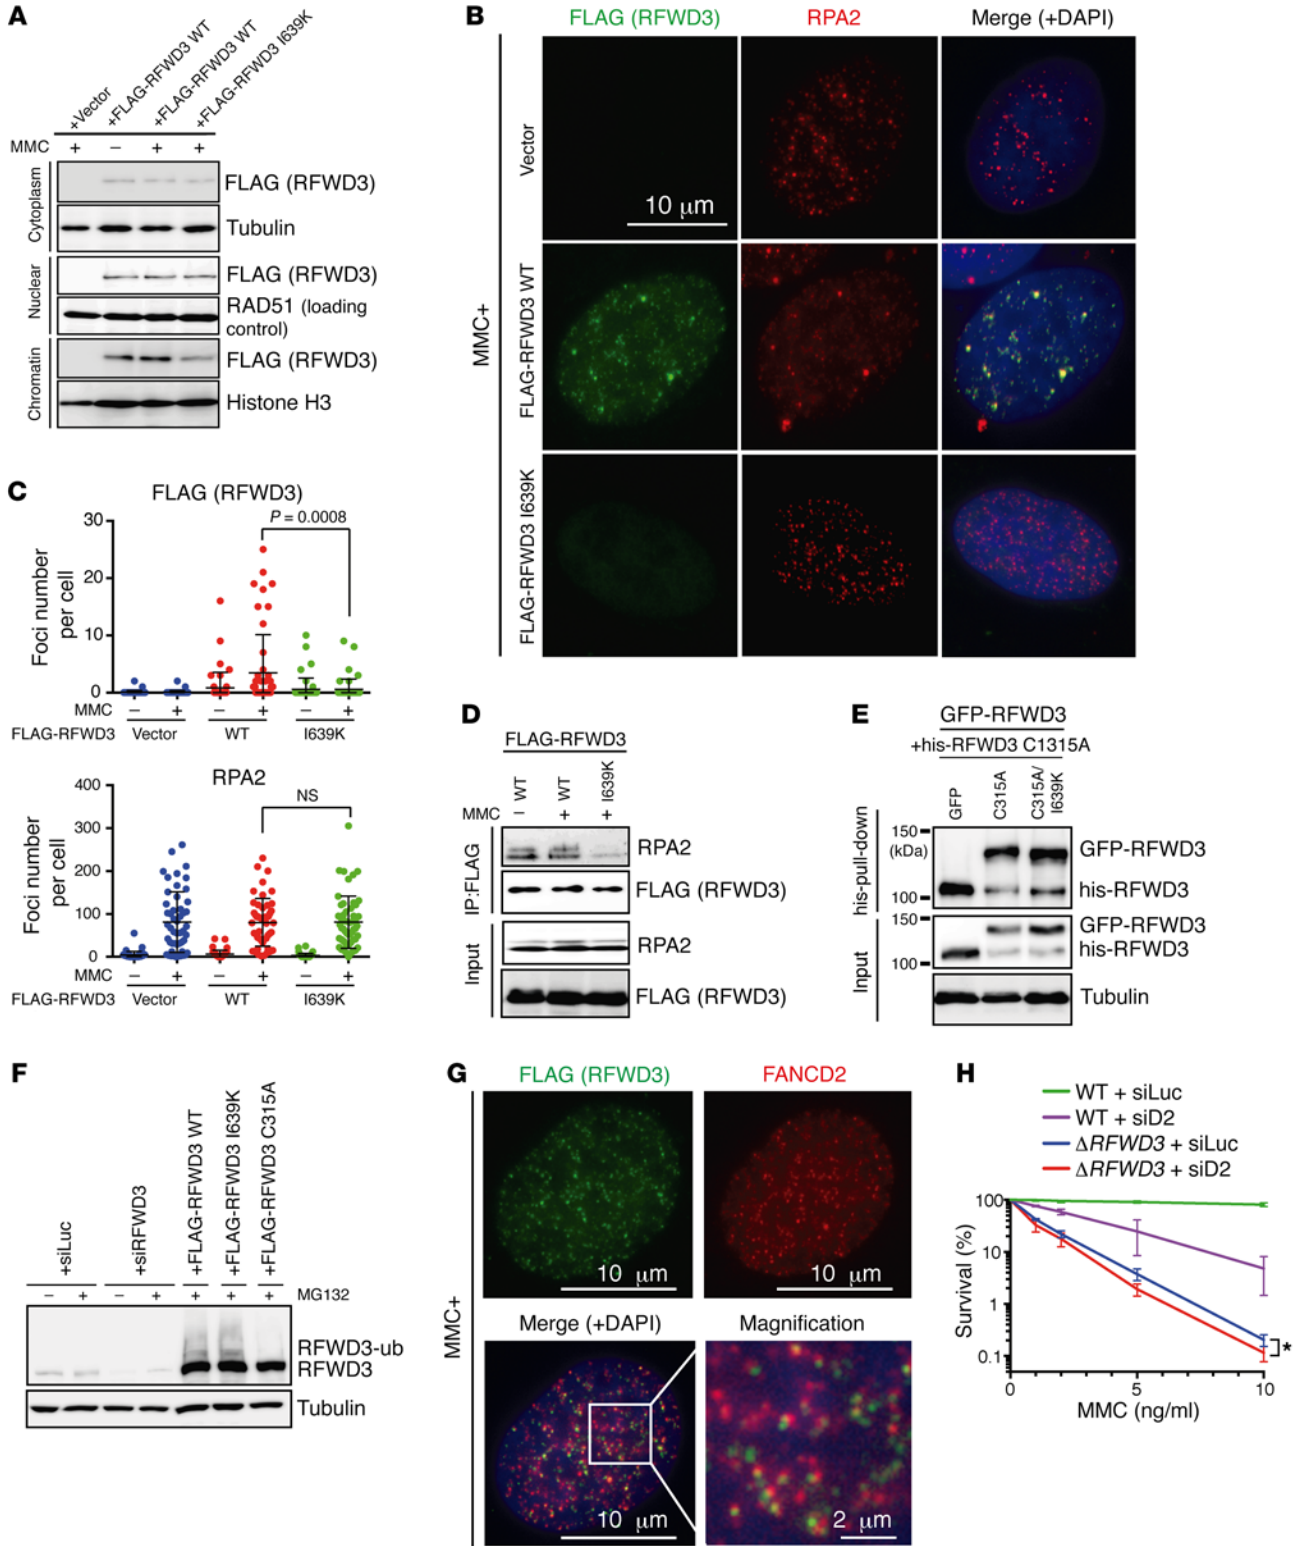 A
+Vector
+FLAG-RFWD3 WT
+FLAG-RFWD3 WT
+FLAG-RFWD3 I639K
MMC + – + +
Cytoplasm
FLAG (RFWD3)
Tubulin
Nuclear
FLAG (RFWD3)
RAD51 (loading
control)
Chromatin
FLAG (RFWD3)
Histone H3
B
FLAG (RFWD3) RPA2 Merge (+DAPI)
MMC+
Vector
10 μm
FLAG-RFWD3 WT
FLAG-RFWD3 I639K
C
FLAG (RFWD3)
P = 0.0008
Foci number
per cell
30
20
10
0
MMC – + – + – +
FLAG-RFWD3 Vector WT I639K
RPA2
NS
Foci number
per cell
400
300
200
100
0
MMC – + – + – +
FLAG-RFWD3 Vector WT I639K
D
FLAG-RFWD3
WT WT I639K
MMC – + +
IP:FLAG
RPA2
FLAG (RFWD3)
Input
RPA2
FLAG (RFWD3)
E
GFP-RFWD3
+his-RFWD3 C1315A
GFP
C315A
C315A/
I639K
his-pull-down
150
(kDa)
100
GFP-RFWD3
his-RFWD3
Input
150
100
GFP-RFWD3
his-RFWD3
Tubulin
F
+siLuc
+siRFWD3
+FLAG-RFWD3 WT
+FLAG-RFWD3 I639K
+FLAG-RFWD3 C315A
– + – + + + + MG132
RFWD3-ub
RFWD3
Tubulin
G
FLAG (RFWD3) FANCD2
MMC+
10 μm 10 μm
Merge (+DAPI) Magnification
10 μm 2 μm
H
WT + siLuc
WT + siD2
ΔRFWD3 + siLuc
ΔRFWD3 + siD2
Survival (%)
100
10
1
0.1
*
0 5 10
MMC (ng/ml)